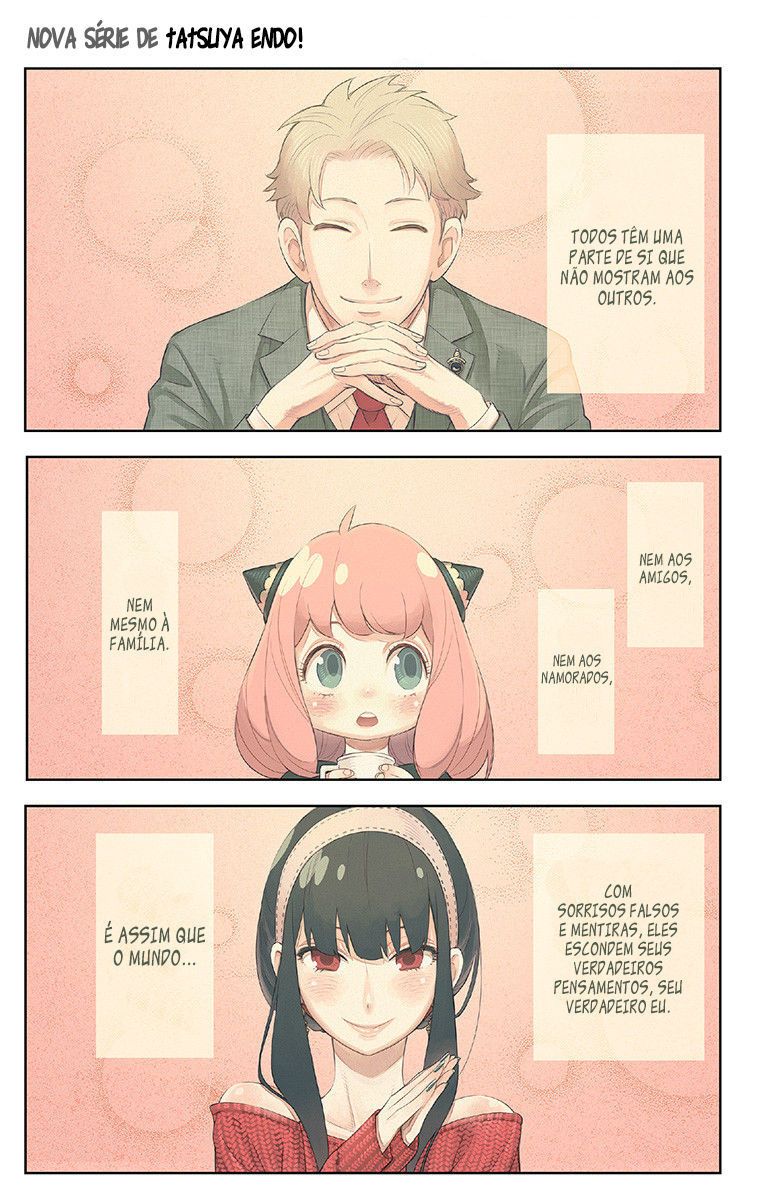 NOVA SÉRIE DE TATSUYA ENDO!
TODOS TÊM UMA
PARTE DE SI QUE
NÃO MOSTRAM AOS
OUTROS.
NEM AOS
AMIGOS,
NEM AOS
NAMORADOS,
NEM
MESMO À
FAMÍLIA.
COM
SORRISOS FALSOS
E MENTIRAS, ELES
ESCONDEM SEUS
VERDADEIROS
PENSAMENTOS, SEU
VERDADEIRO EU.
É ASSIM QUE
O MUNDO...